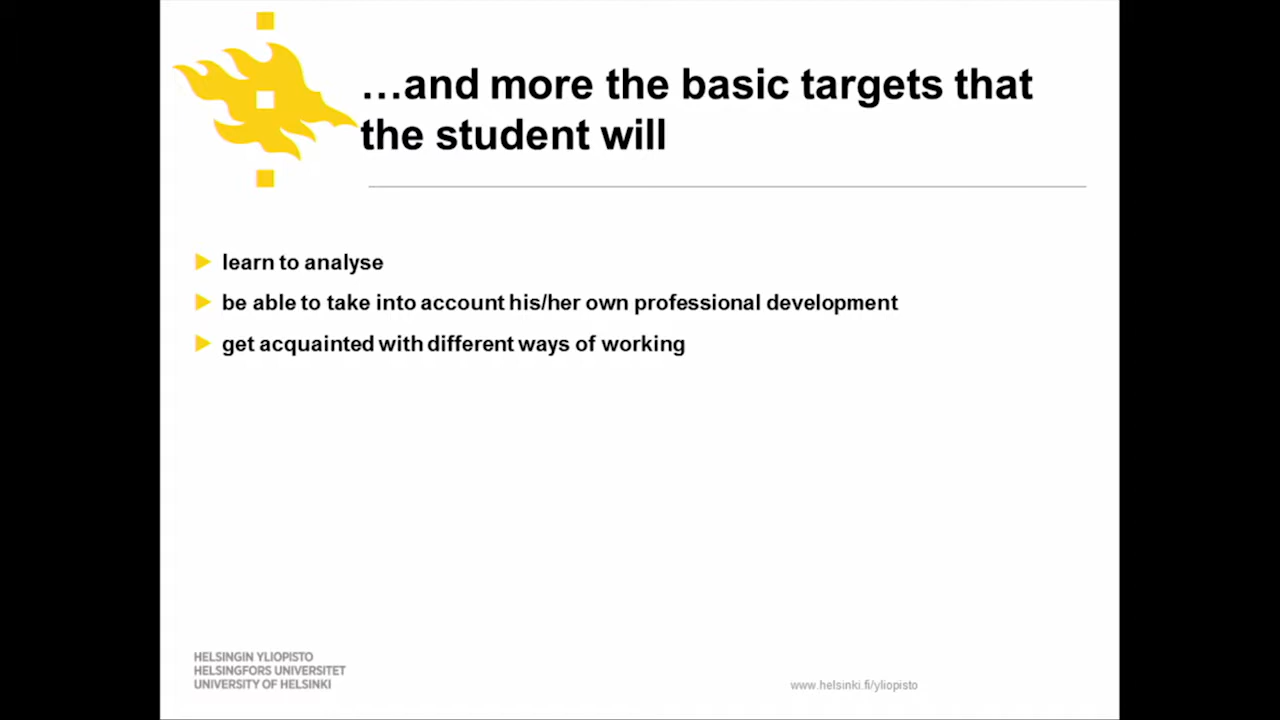 …and more the basic targets that
the student will
learn to analyse
be able to take into account his/her own professional development
get acquainted with different ways of working
HELSINGIN YLIOPISTO
HELSINGFORS UNIVERSITET
UNIVERSITY OF HELSINKI
www.helsinki.fi/yliopisto